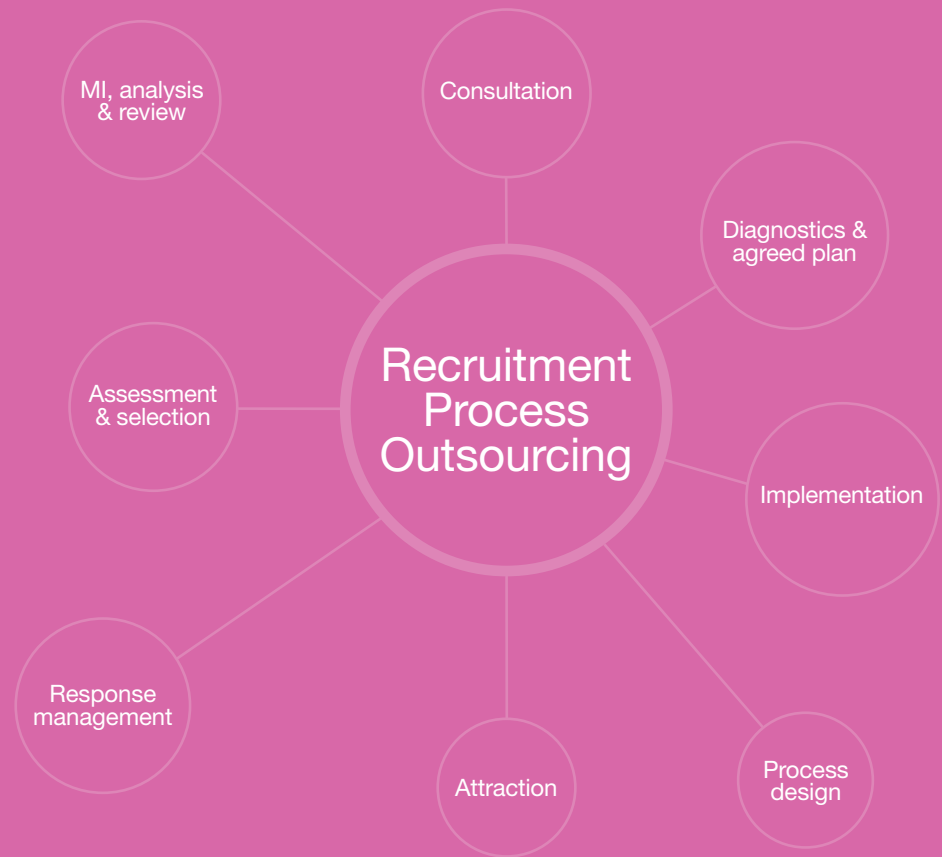 MI, analysis
& review
Consultation
Diagnostics &
agreed plan
Recruitment
Process
Outsourcing
Assessment
& selection
Implementation
Response
management
Attraction
Process
design